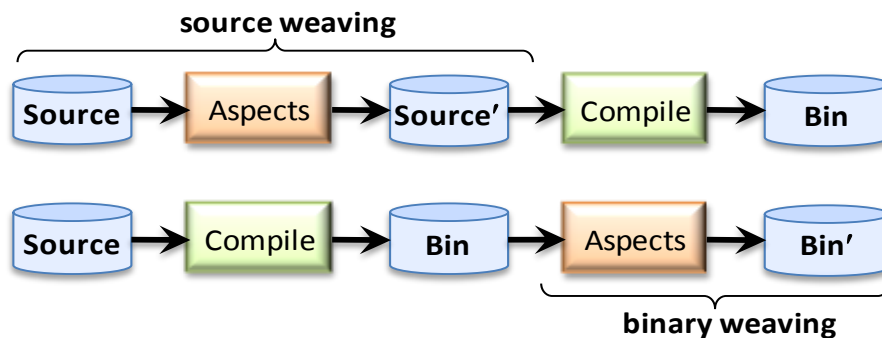 source weaving
Source Aspects Source′ Compile Bin
Source Compile Bin Aspects Bin′
binary weaving